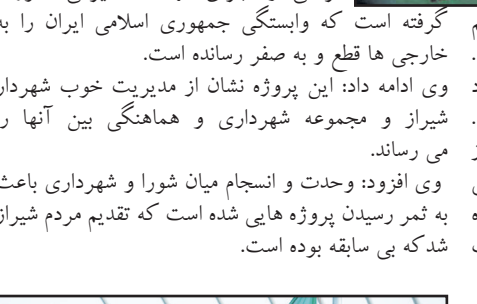 گرفته است که وابستگی جمهوری اسلامی ایران را به
خارجی ها قطع و به صفر رسانده است.
وی ادامه داد: این پروژه نشان از مدیریت خوب شهردار
شیراز و مجموعه شهرداری و هماهنگی بین آنها را
می رساند.
وی افزود: وحدت و انسجام میان شورا و شهرداری باعث
به ثمر رسیدن پروژه هایی شده است که تقدیم مردم شیراز
شدکه بی سابقه بوده است.